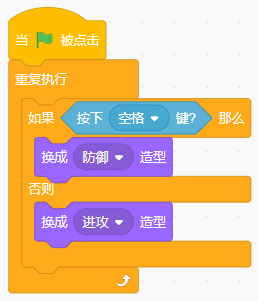 当 被点击
重复执行
如果 按下 空格 键? 那么
换成 防御 造型
否则
换成 进攻 造型